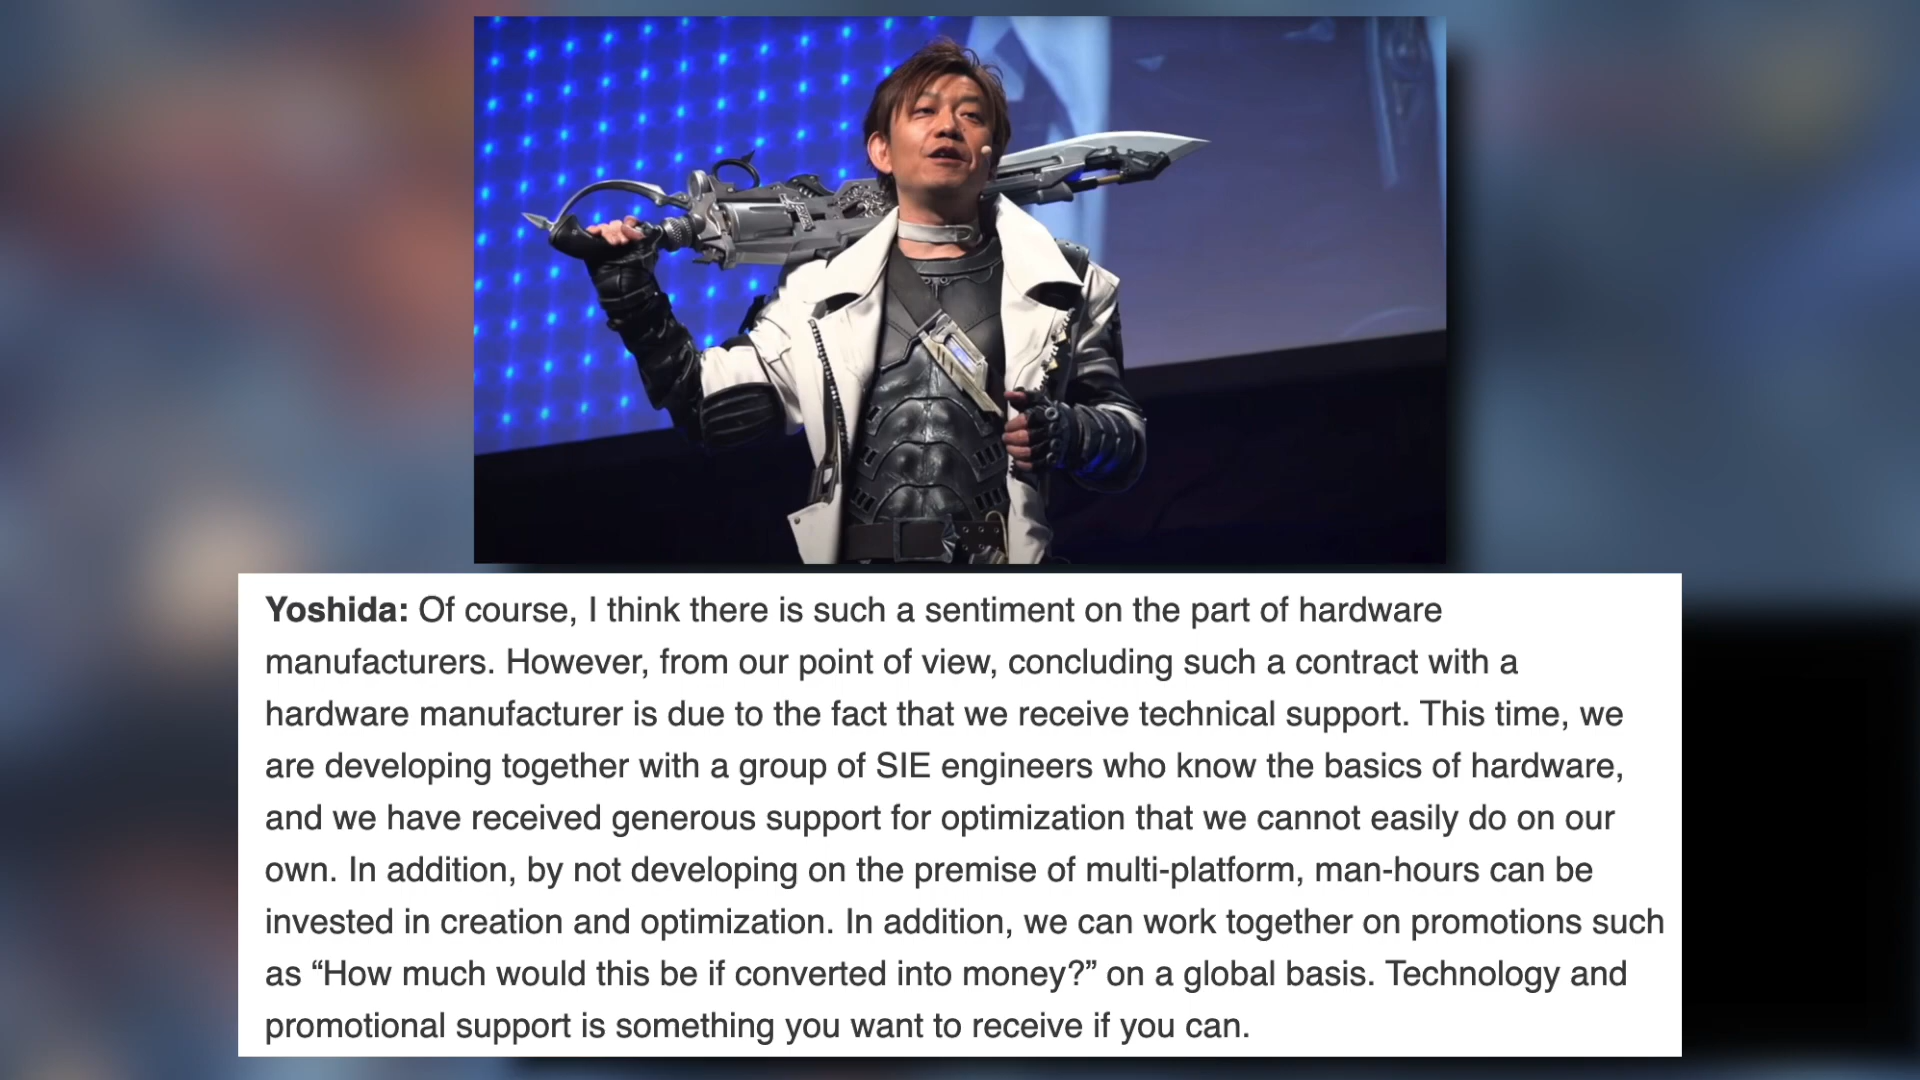 Yoshida: Of course, I think there is such a sentiment on the part of hardware
manufacturers. However, from our point of view, concluding such a contract with a
hardware manufacturer is due to the fact that we receive technical support. This time, we
are developing together with a group of SIE engineers who know the basics of hardware,
and we have received generous support for optimization that we cannot easily do on our
own. In addition, by not developing on the premise of multi-platform, man-hours can be
invested in creation and optimization. In addition, we can work together on promotions such
as “How much would this be if converted into money?” on a global basis. Technology and
promotional support is something you want to receive if you can.